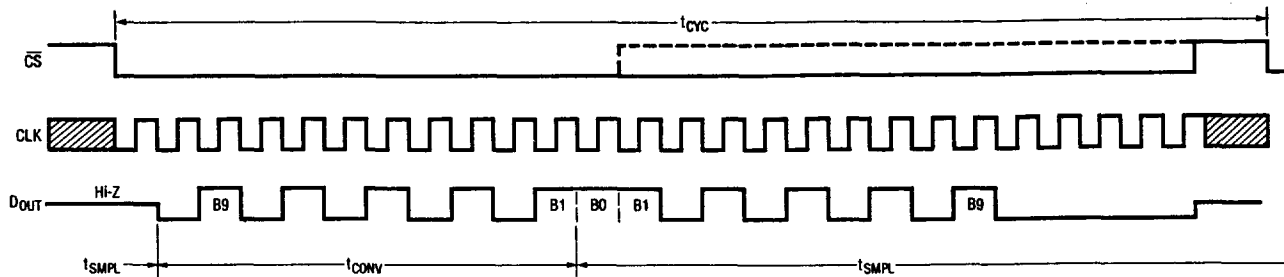 tCYC
CS
CLK
Hi-Z
DOUT
B9 B1 B0 B1 B9
tSMPL tCONV tSMPL